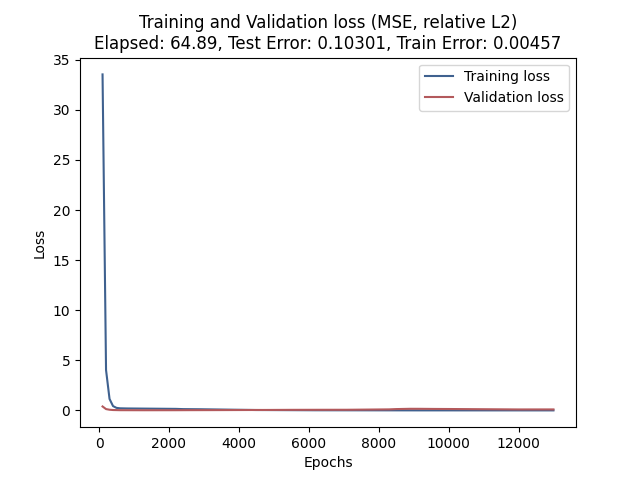 Training and Validation loss (MSE, relative L2)
Elapsed: 64.89, Test Error: 0.10301, Train Error: 0.00457
Training loss
Validation loss
35
30
25
20
15
10
5
0
Loss
0 2000 4000 6000 8000 10000 12000
Epochs